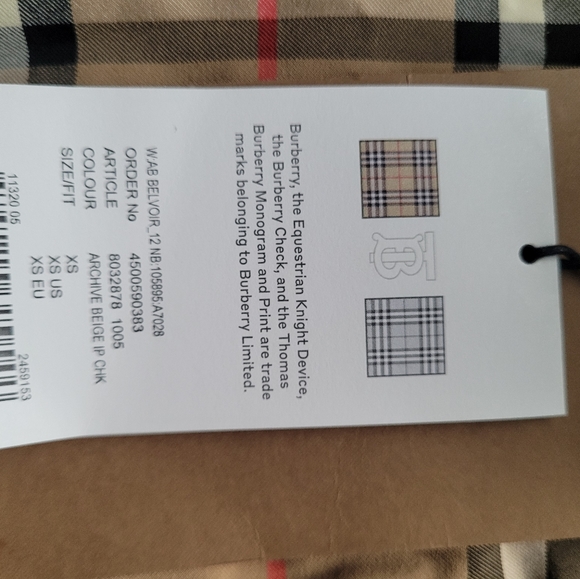 Burberry, the Equestrian Knight Device,
the Burberry Check, and the Thomas
Burberry Monogram and Print are trade
marks belonging to Burberry Limited.
W:AB BELVOIR_12 NB:105895:A7028
ORDER No 4500590383
ARTICLE 8032878 1005
COLOUR ARCHIVE BEIGE IP CHK
SIZE/FIT XS
XS US
XS EU
11320 05
2459153